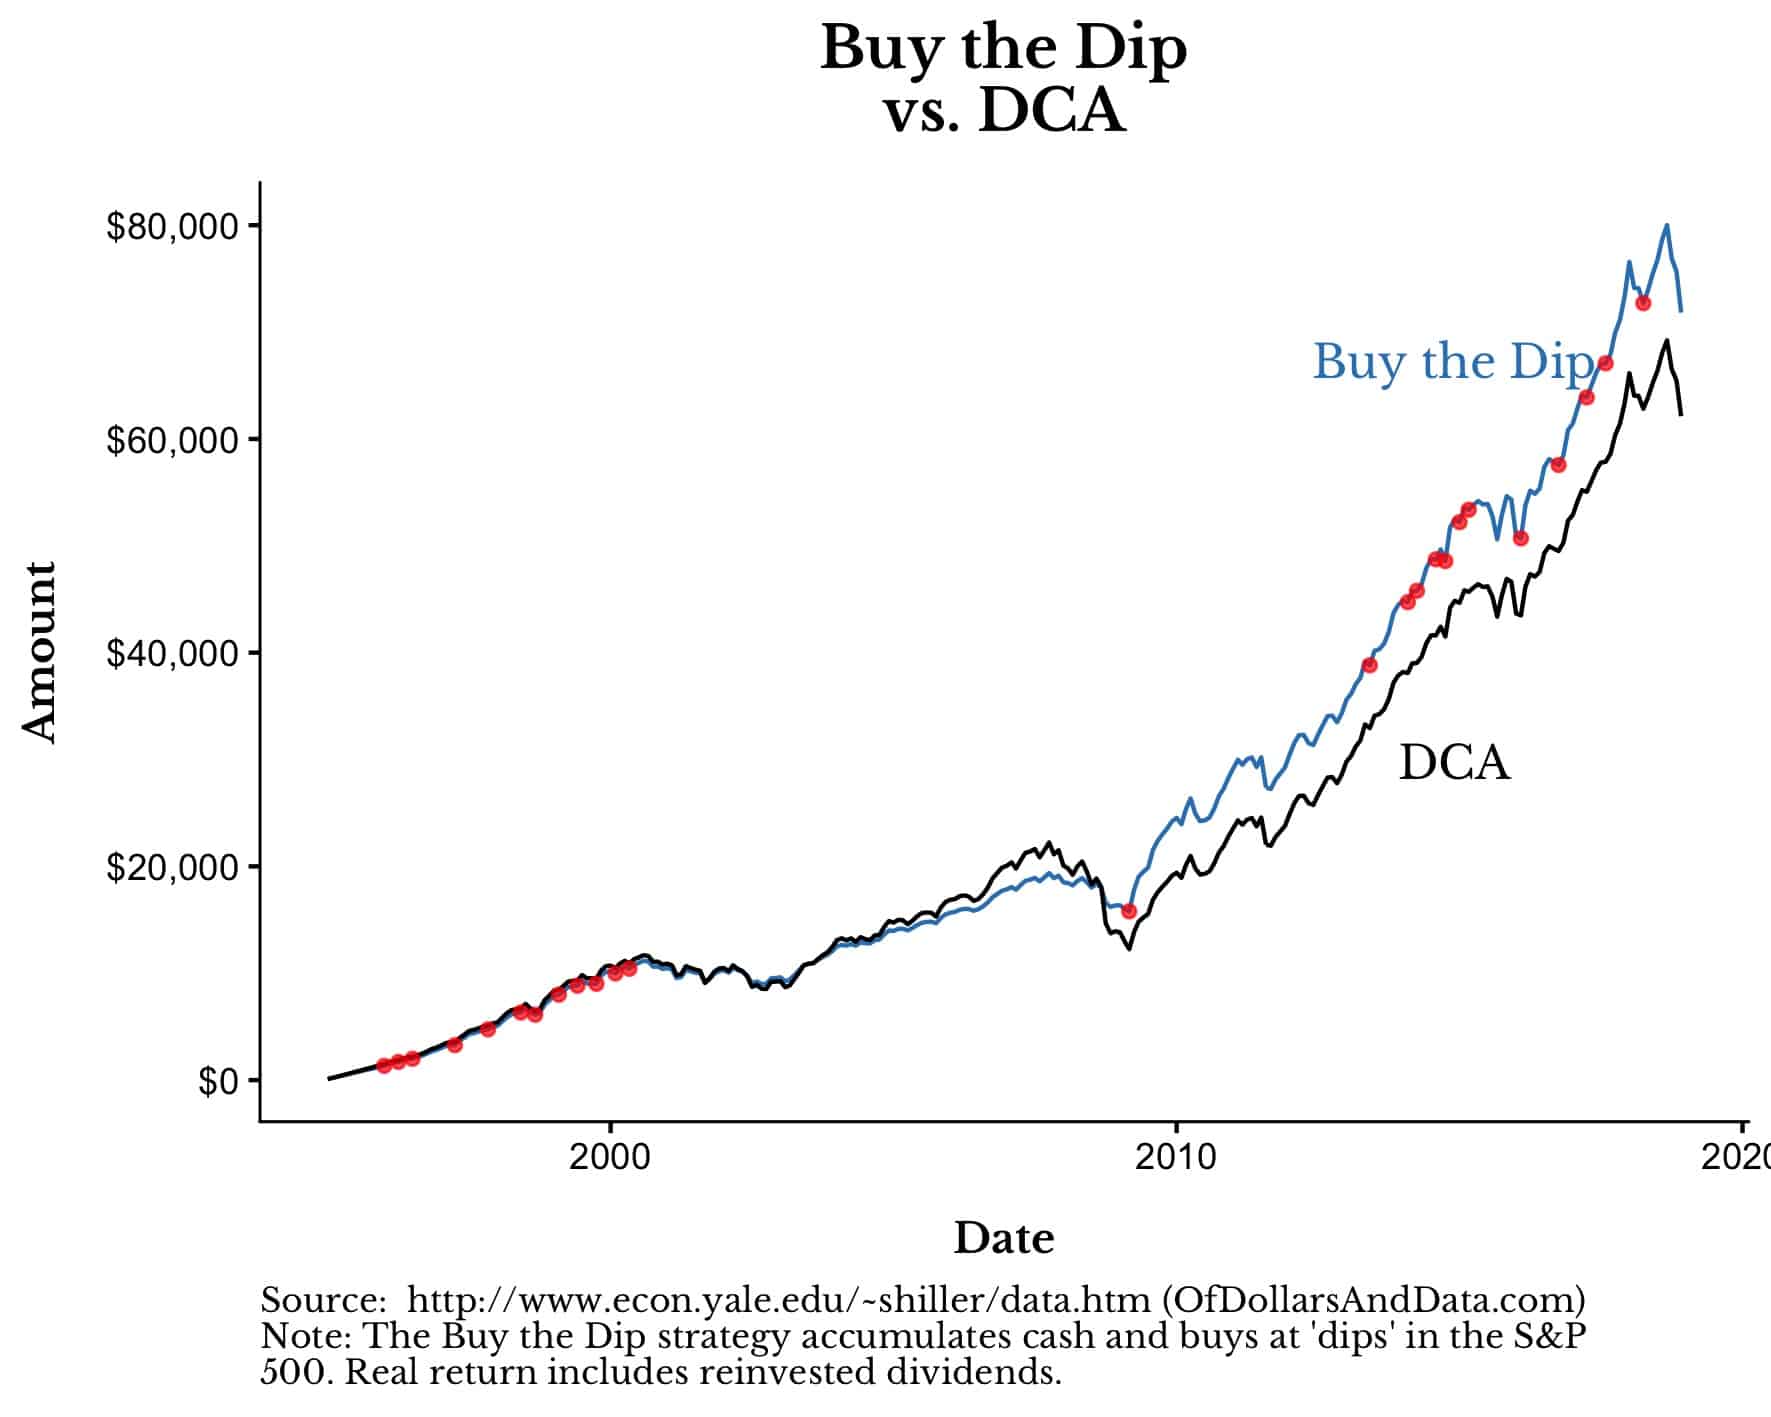 Buy the Dip
vs. DCA
$80,000
$60,000
$40,000
$20,000
$0
Amount
Buy the Dip
DCA
2000
2010
202
Date
Source:  http://www.econ.yale.edu/~shiller/data.htm (OfDollarsAndData.com)
Note: The Buy the Dip strategy accumulates cash and buys at 'dips' in the S&P
500. Real return includes reinvested dividends.